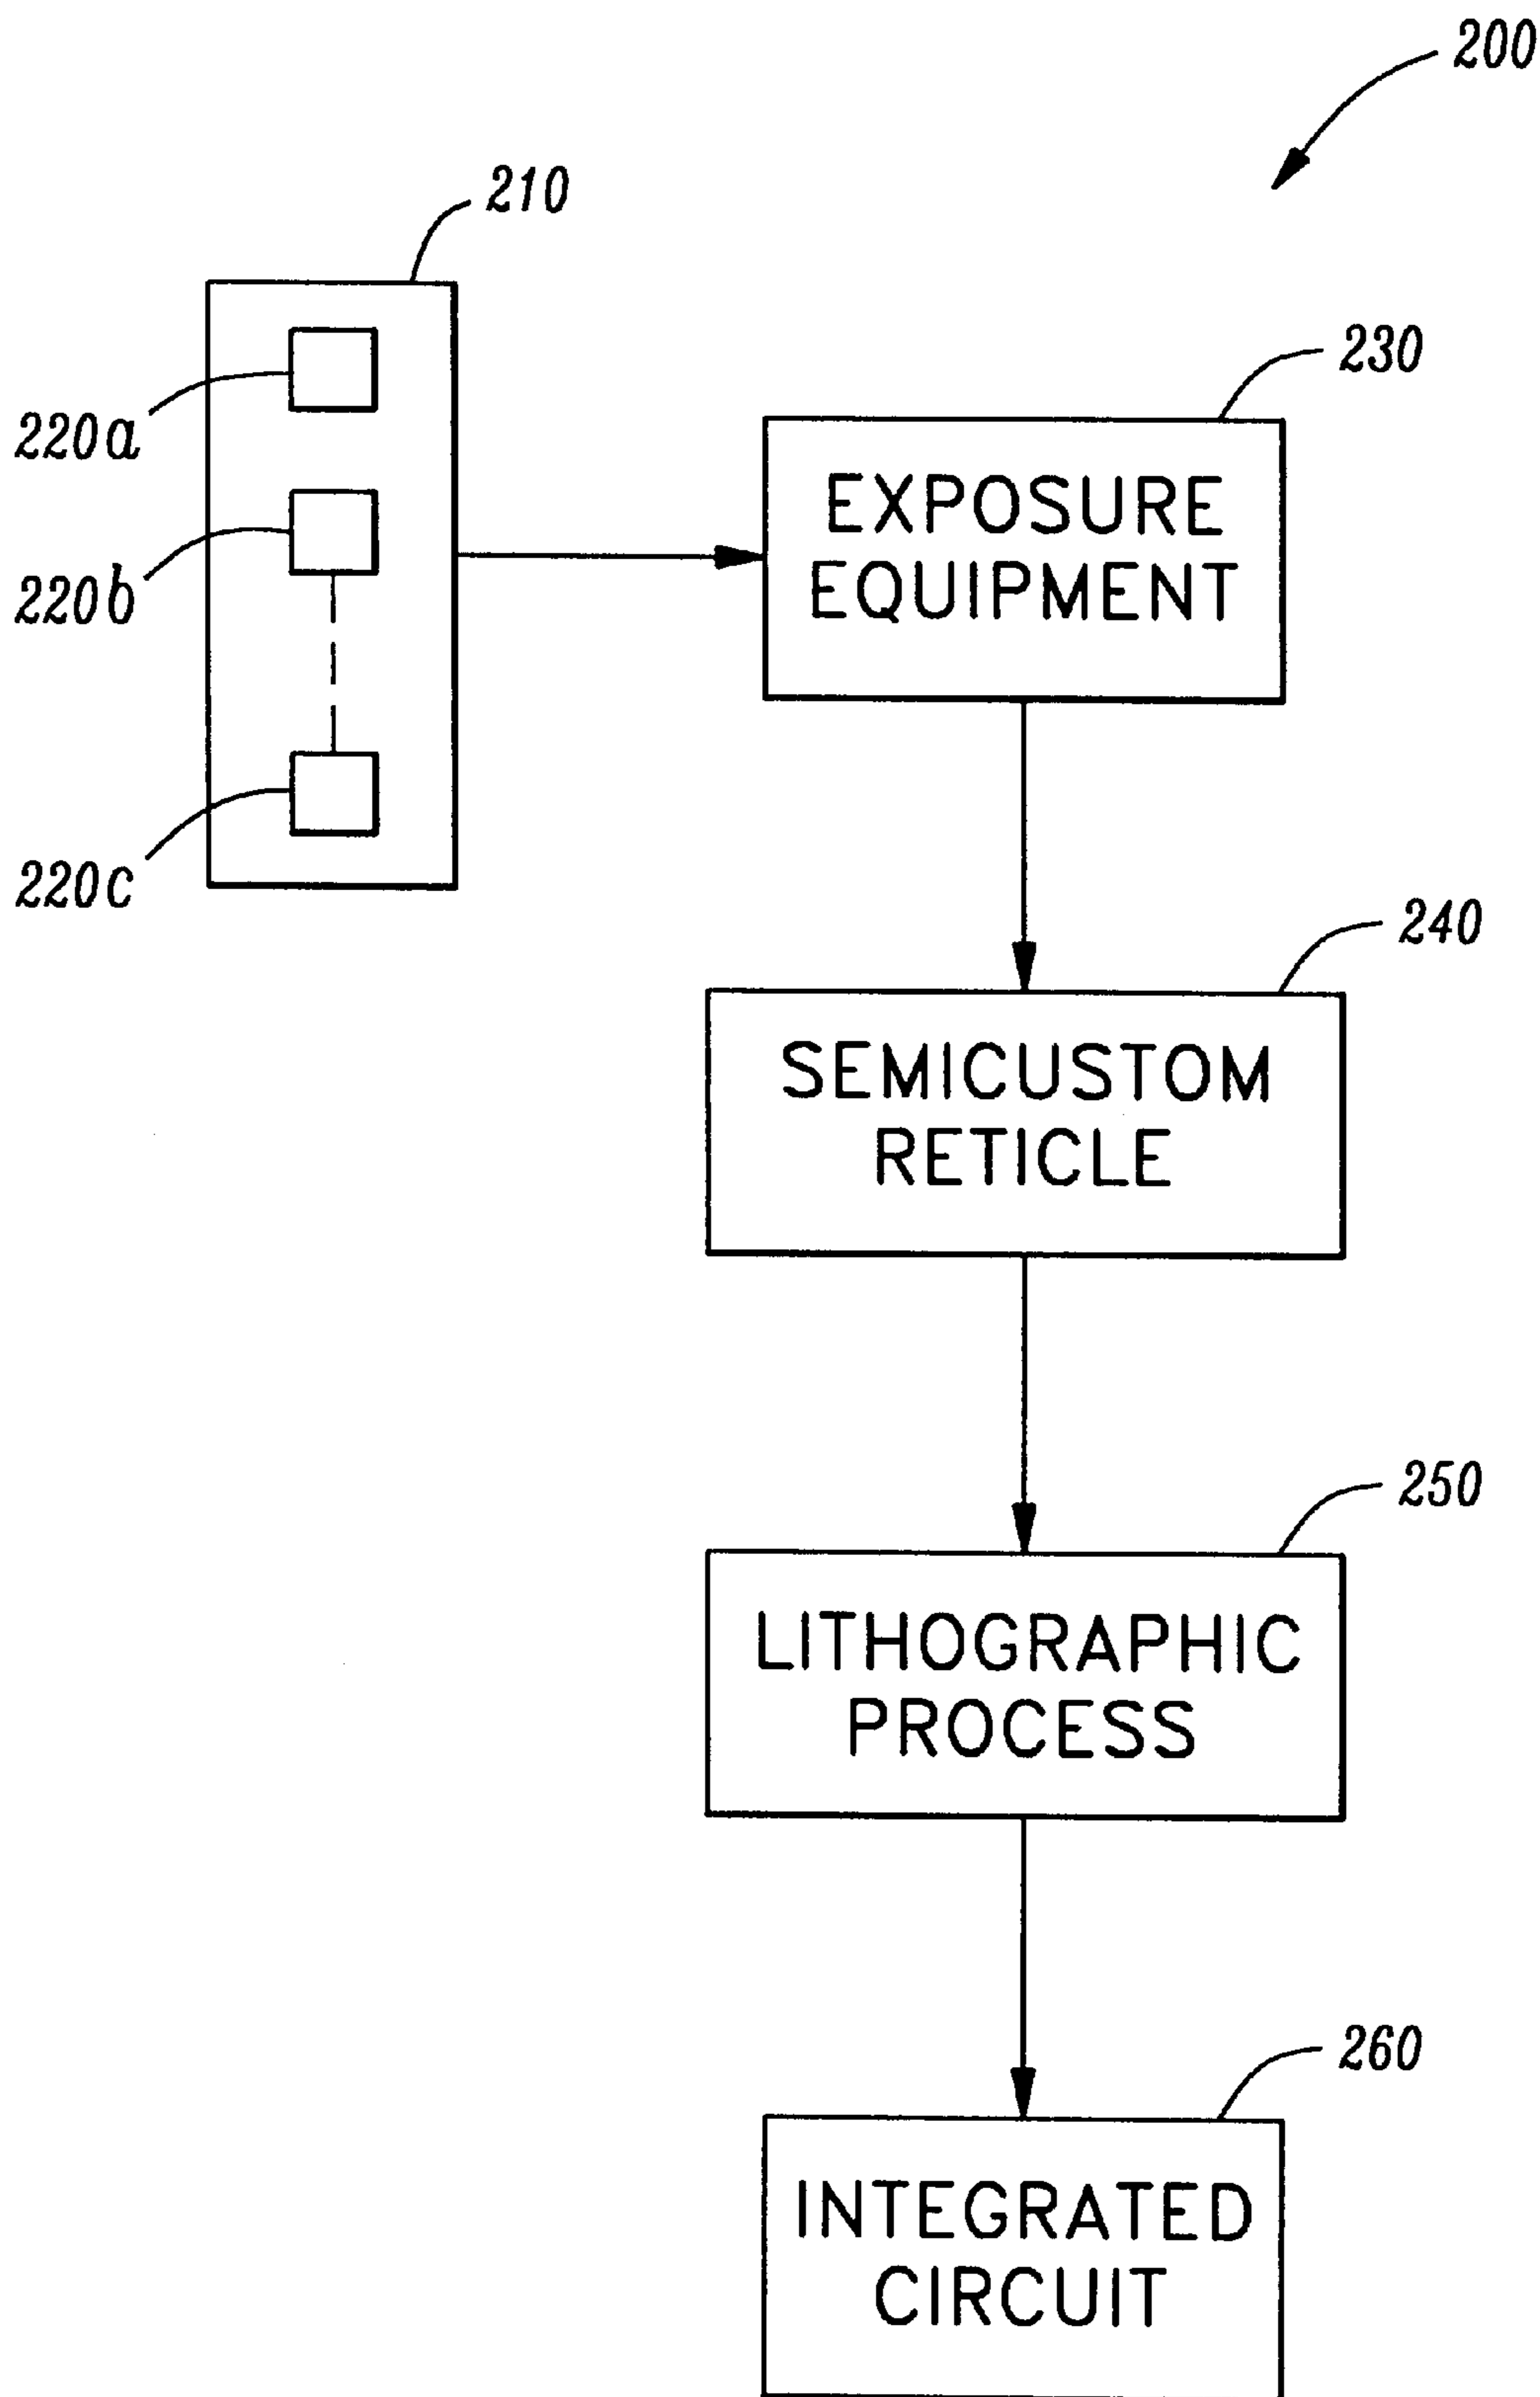 200
210
220a
230
EXPOSURE
EQUIPMENT
220b
220c
240
SEMICUSTOM
RETICLE
250
LITHOGRAPHIC
PROCESS
260
INTEGRATED
CIRCUIT